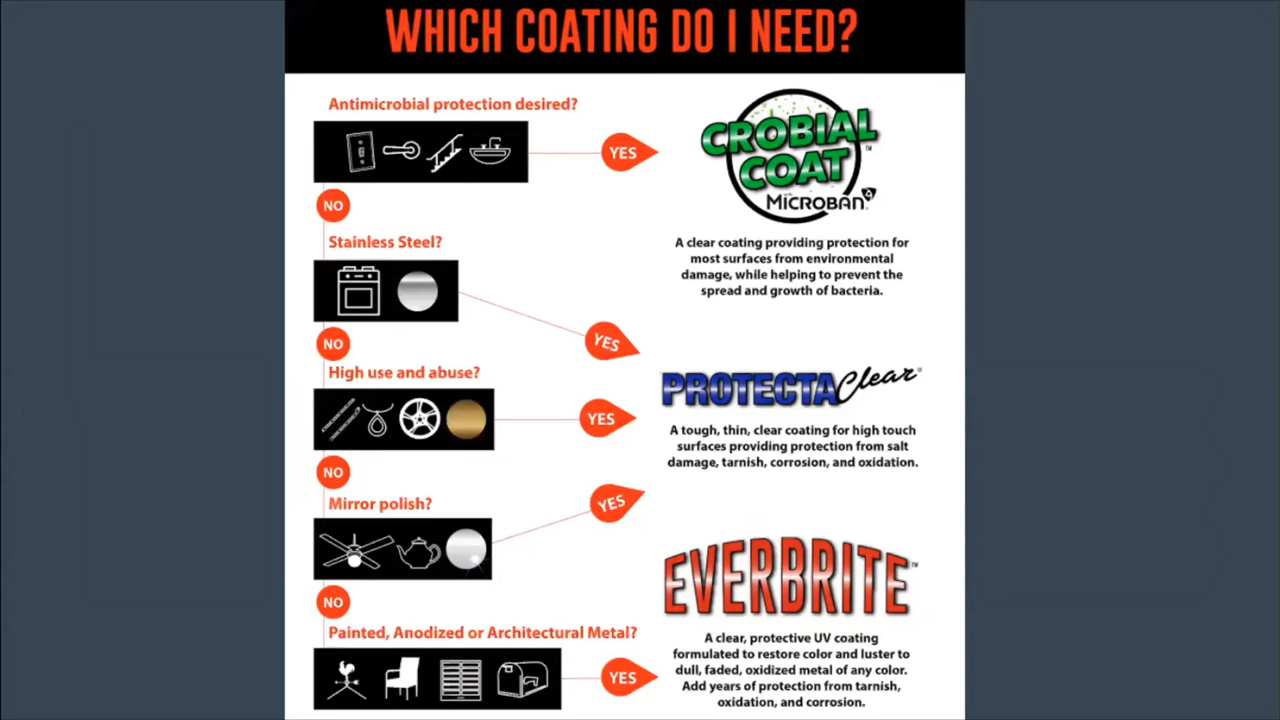 WHICH COATING DO I NEED?
Antimicrobial protection desired?
YES
CROBIAL
COAT™
with
MICROBAN
A clear coating providing protection for
most surfaces from environmental
damage, while helping to prevent the
spread and growth of bacteria.
NO
Stainless Steel?
YES
NO
High use and abuse?
YES
PROTECTAClear®
A tough, thin, clear coating for high touch
surfaces providing protection from salt
damage, tarnish, corrosion, and oxidation.
NO
Mirror polish?
YES
NO
EVERBRITE™
Painted, Anodized or Architectural Metal?
YES
A clear, protective UV coating
formulated to restore color and luster to
dull, faded, oxidized metal of any color.
Add years of protection from tarnish,
oxidation, and corrosion.